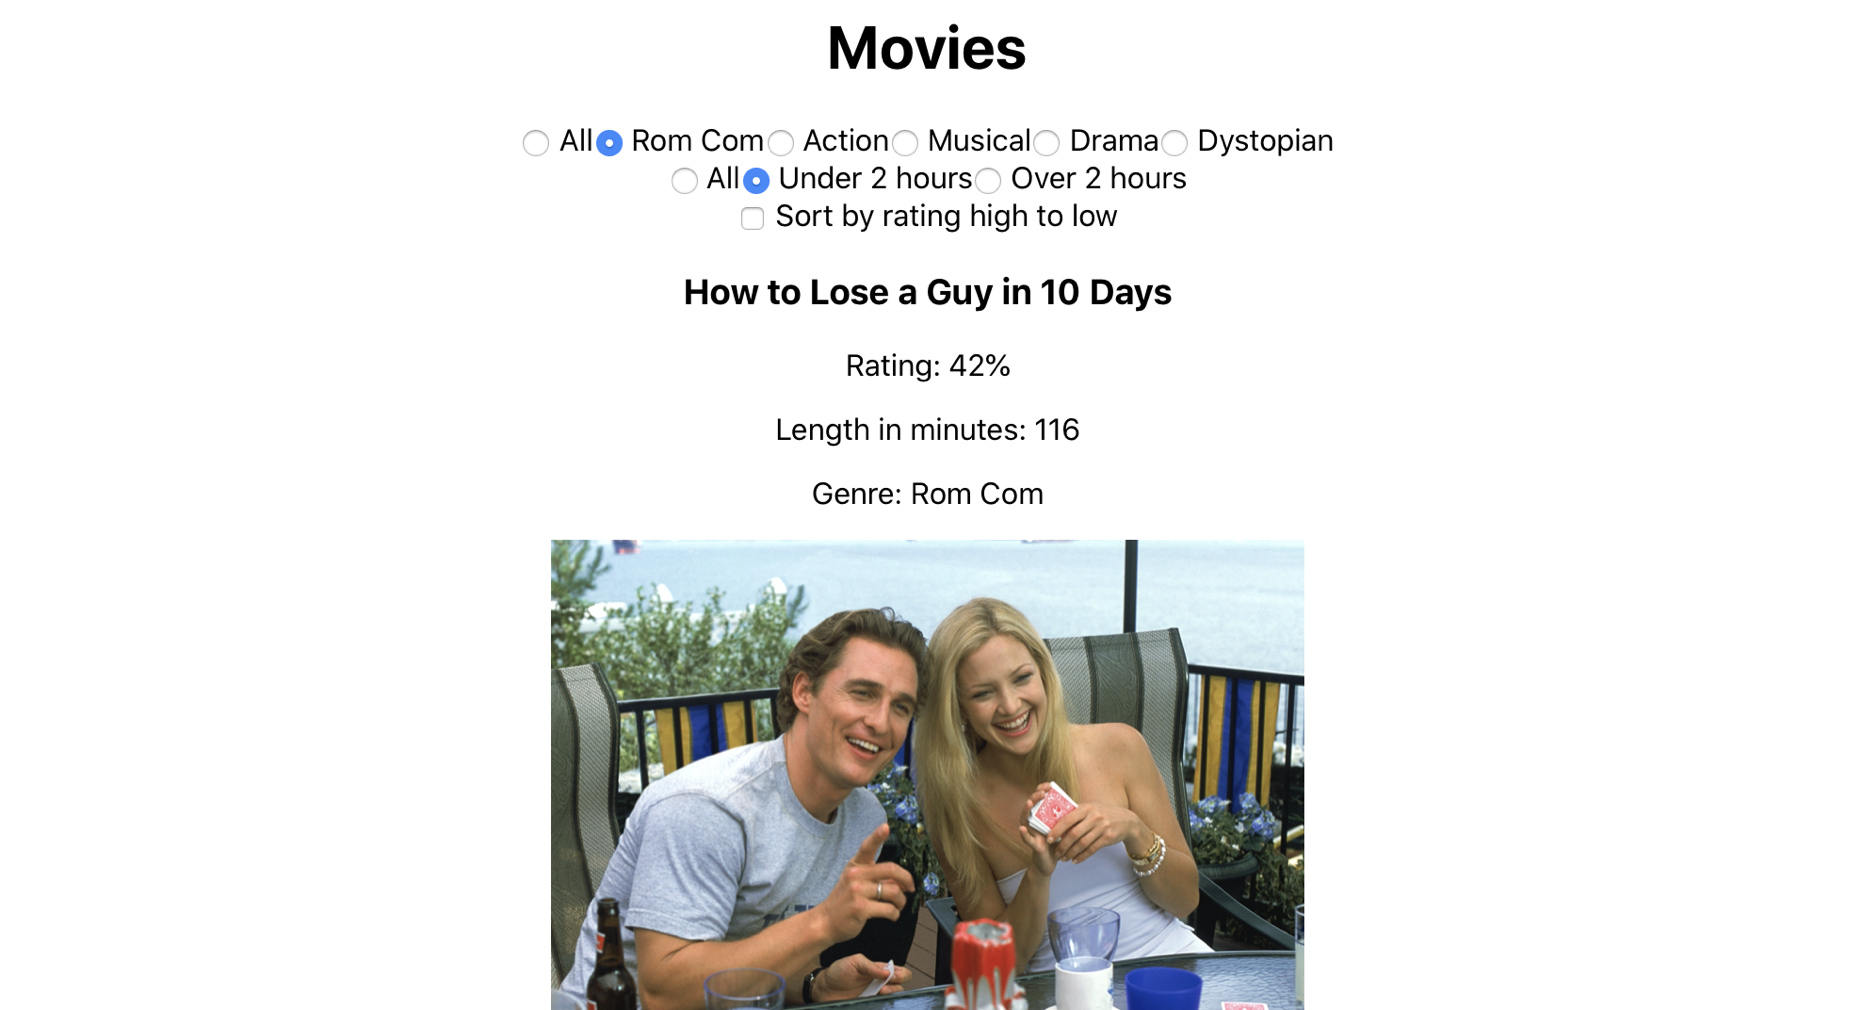 Movies
All Rom Com Action Musical Drama Dystopian
All Under 2 hours Over 2 hours
Sort by rating high to low
How to Lose a Guy in 10 Days
Rating: 42%
Length in minutes: 116
Genre: Rom Com